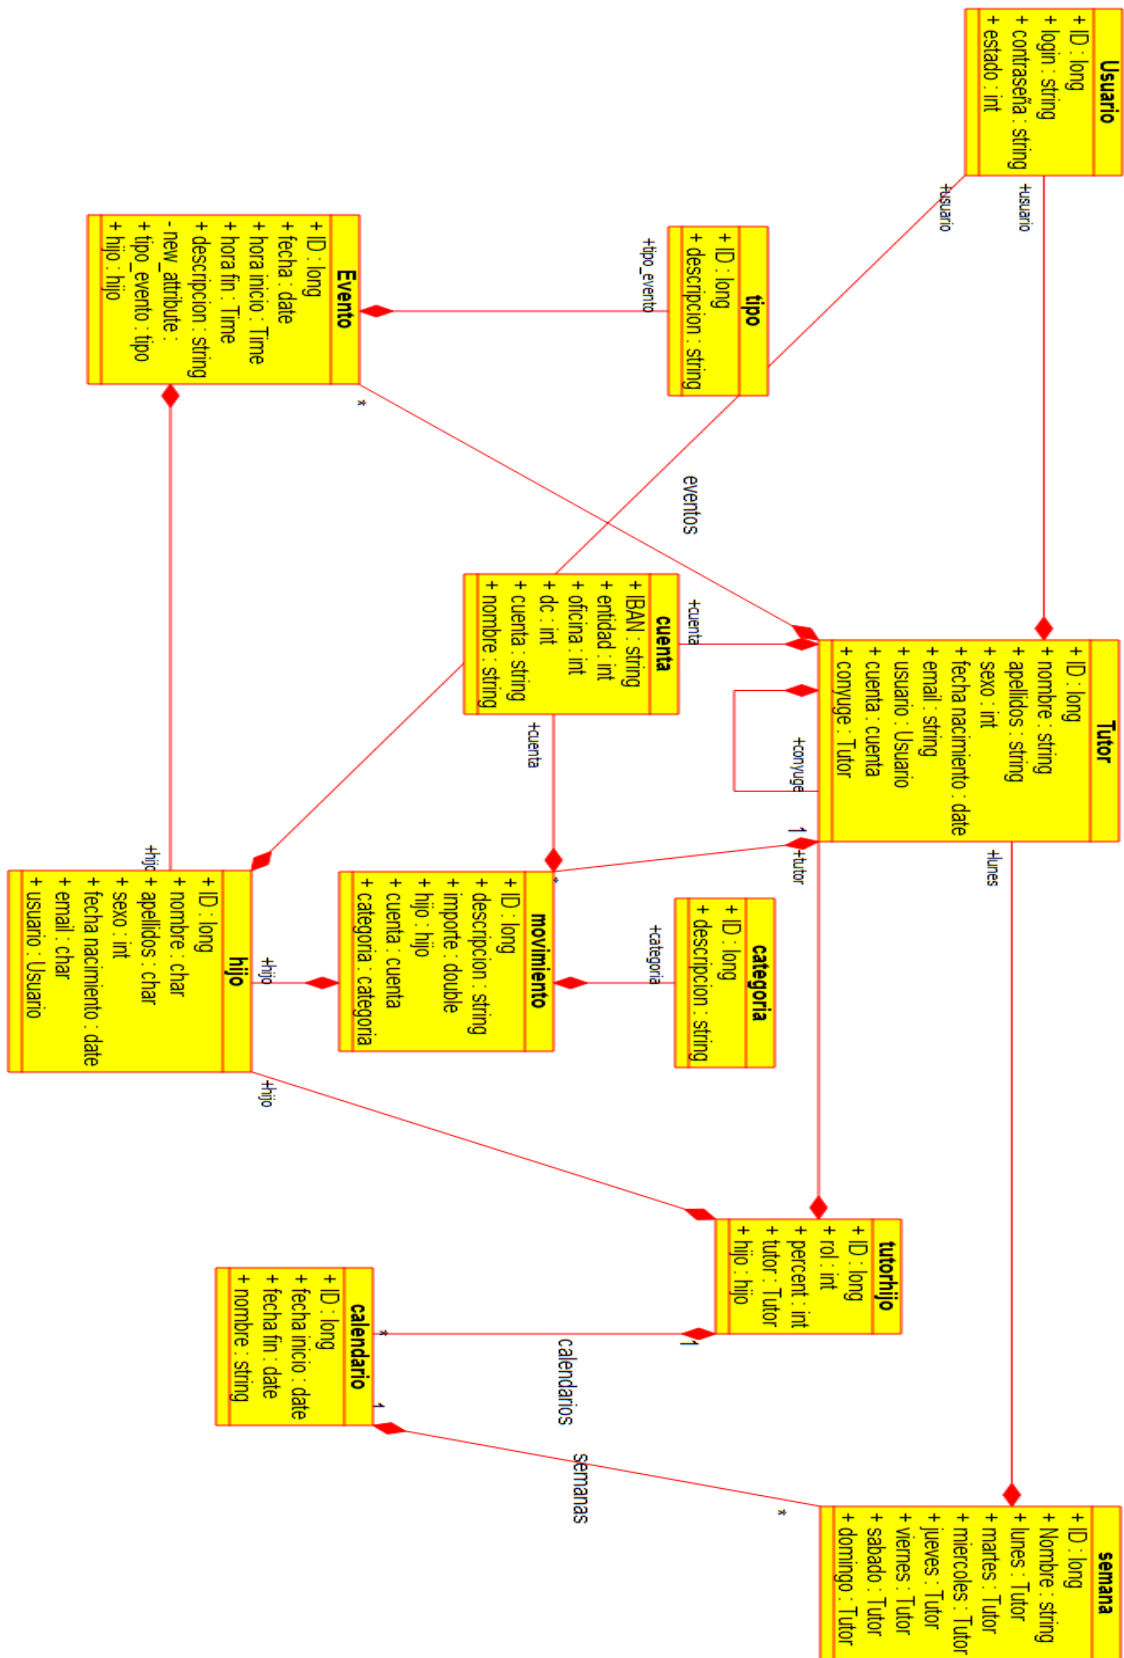 Usuario
+ ID : long
+ login : string
+ contraseña : string
+ estado : int
+usuario
+usuario
tipo
+ ID : long
+ descripcion : string
+tipo_evento
Evento
+ ID : long
+ fecha : date
+ hora inicio : Time
+ hora fin : Time
+ descripcion : string
- new_attribute :
+ tipo_evento : tipo
+ hijo : hijo
*
eventos
Tutor
+ ID : long
+ nombre : string
+ apellidos : string
+ sexo : int
+ fecha nacimiento : date
+ email : string
+ usuario : Usuario
+ cuenta : cuenta
+ conyuge : Tutor
+conyuge
+cuenta
cuenta
+ IBAN : string
+ entidad : int
+ oficina : int
+ dc : int
+ cuenta : string
+ nombre : string
+cuenta
1
+tutor
+lunes
*
movimiento
+ ID : long
+ descripcion : string
+ importe : double
+ hijo : hijo
+ cuenta : cuenta
+ categoria : categoria
categoria
+ ID : long
+ descripcion : string
+categoria
hijo
+ ID : long
+ nombre : char
+ apellidos : char
+ sexo : int
+ fecha nacimiento : date
+ email : char
+ usuario : Usuario
+hijo
+hijo
+hijo
tutorhijo
+ ID : long
+ rol : int
+ percent : int
+ tutor : Tutor
+ hijo : hijo
1
calendarios
*
calendario
+ ID : long
+ fecha inicio : date
+ fecha fin : date
+ nombre : string
1
semanas
*
semana
+ ID : long
+ Nombre : string
+ lunes : Tutor
+ martes : Tutor
+ miercoles : Tutor
+ jueves : Tutor
+ viernes : Tutor
+ sabado : Tutor
+ domingo : Tutor